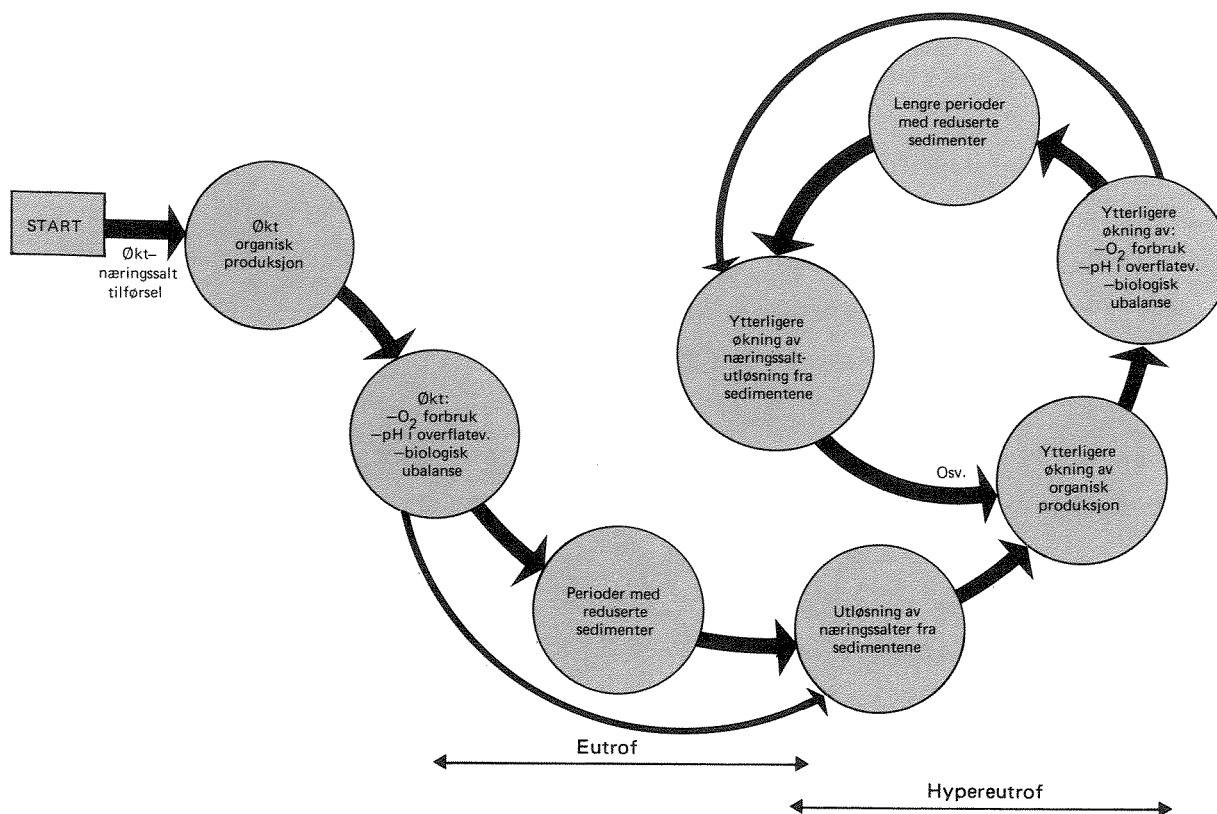 START
Økt–
næringssalt
tilførsel
Økt
organisk
produksjon
Økt:
–O₂ forbruk
–pH i overflatev.
–biologisk
ubalanse
Perioder med
reduserte
sedimenter
Utløsning av
næringssalter fra
sedimentene
Ytterligere
økning av
organisk
produksjon
Ytterligere
økning av:
–O₂ forbruk
–pH i overflatev.
–biologisk
ubalanse
Lengre perioder
med reduserte
sedimenter
Ytterligere
økning av
næringssalt-
utløsning fra
sedimentene
Osv.
Eutrof
Hypereutrof